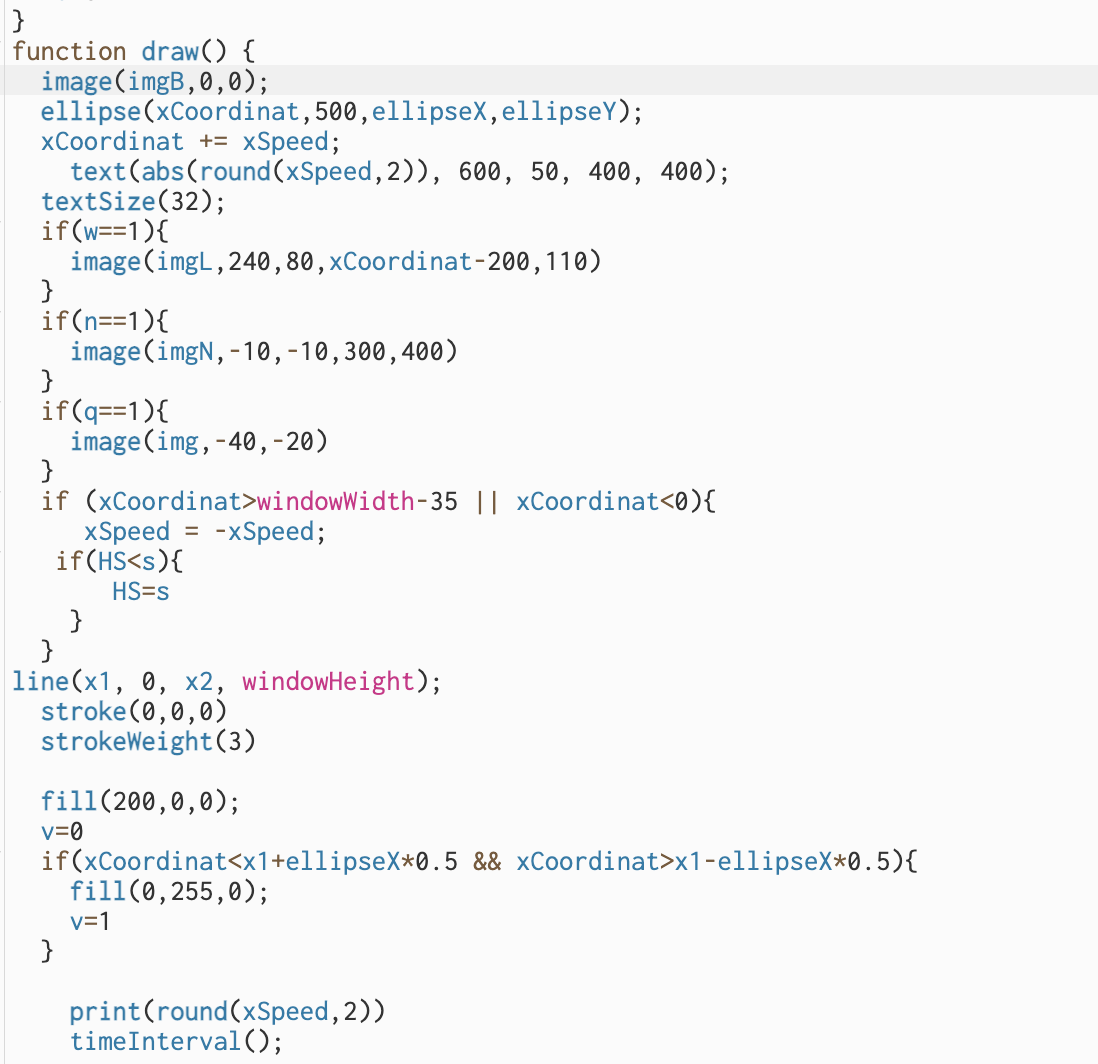 }
function draw() {
  image(imgB,0,0);
  ellipse(xCoordinat,500,ellipseX,ellipseY);
  xCoordinat += xSpeed;
    text(abs(round(xSpeed,2)), 600, 50, 400, 400);
  textSize(32);
  if(w==1){
    image(imgL,240,80,xCoordinat-200,110)
  }
  if(n==1){
    image(imgN,-10,-10,300,400)
  }
  if(q==1){
    image(img,-40,-20)
  }
  if (xCoordinat>windowWidth-35 || xCoordinat<0){
     xSpeed = -xSpeed;
   if(HS<s){
       HS=s
    }
  }
line(x1, 0, x2, windowHeight);
  stroke(0,0,0)
  strokeWeight(3)
  fill(200,0,0);
  v=0
  if(xCoordinat<x1+ellipseX*0.5 && xCoordinat>x1-ellipseX*0.5){
    fill(0,255,0);
    v=1
  }
    print(round(xSpeed,2))
    timeInterval();